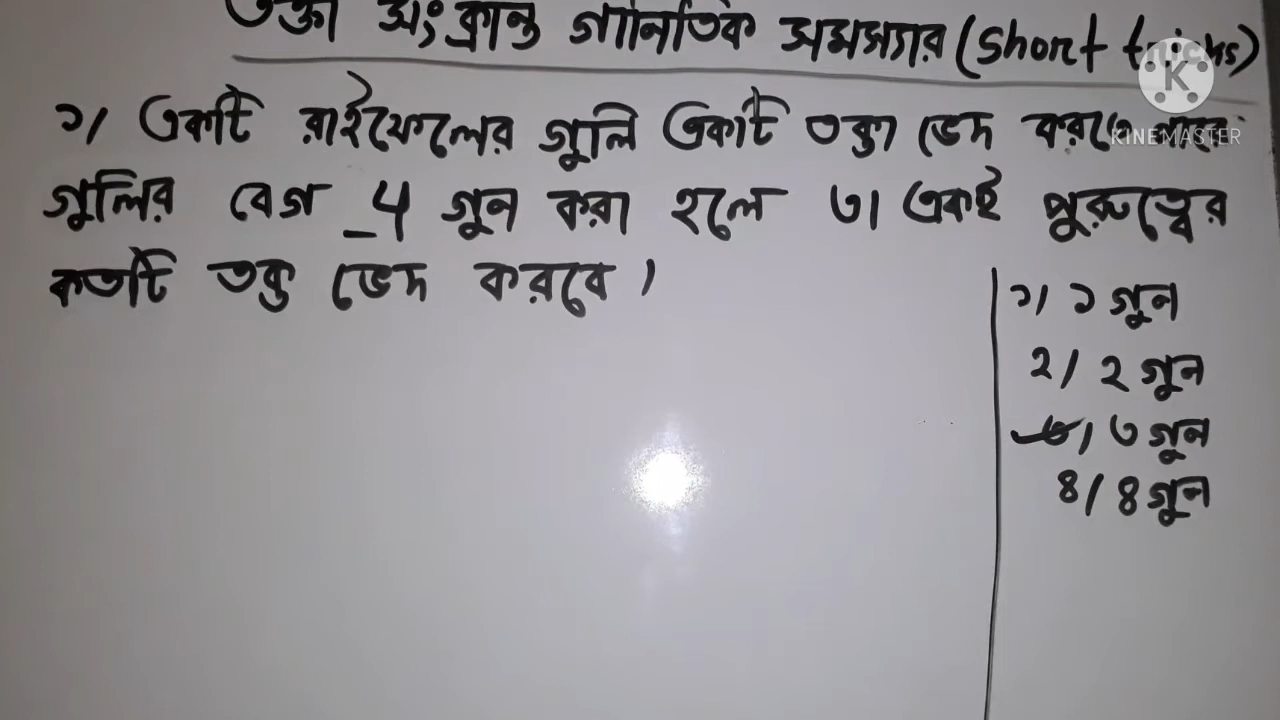 তক্তা সংক্রান্ত গাণিতিক সমস্যার (Short tricks)
১/ একটি রাইফেলের গুলি একটি তক্তা ভেদ করতে পারে
গুলির বেগ 4 গুন করা হলে তা একই পুরুত্বের
কতটি তক্তা ভেদ করবে।
১/ ১ গুন
২/ ২ গুন
৩/ ৩ গুন
৪/ ৪ গুন
K
KINEMASTER